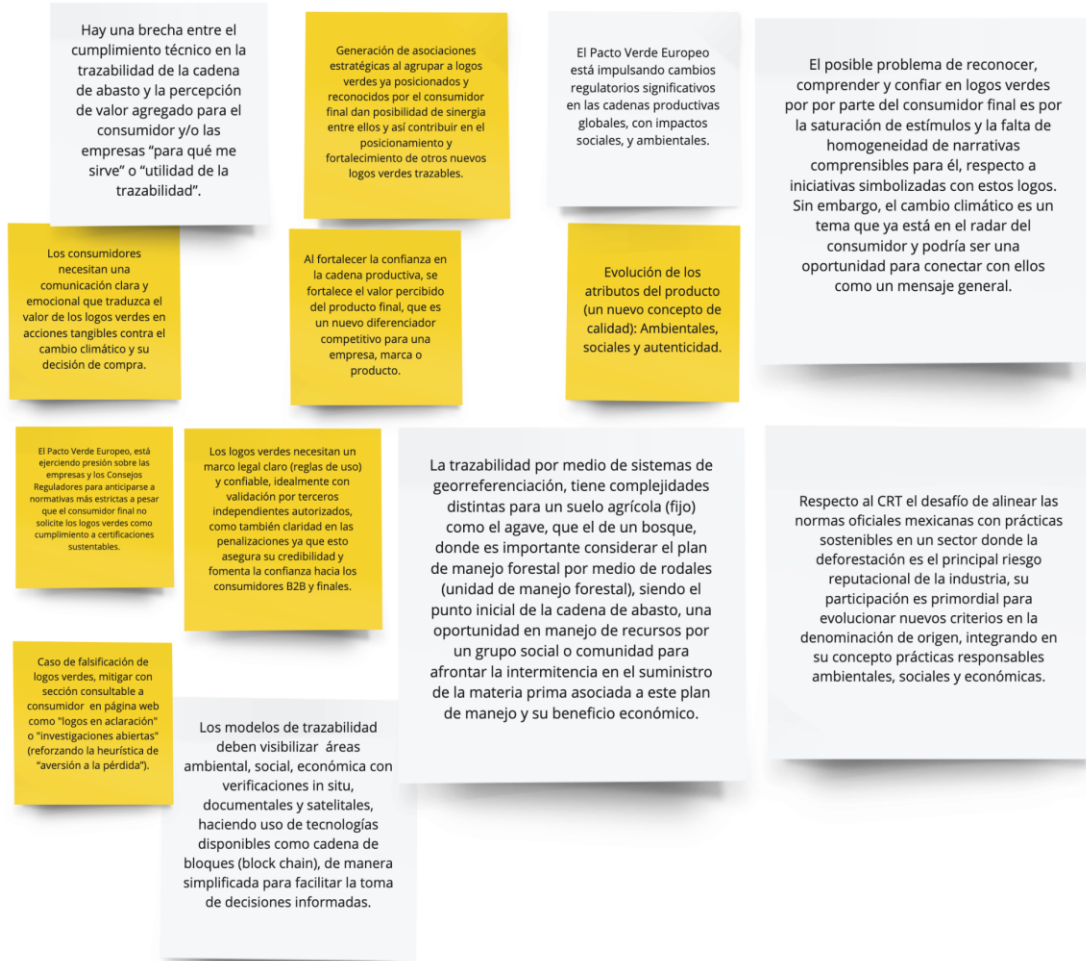 Hay una brecha entre el
cumplimiento técnico en la
trazabilidad de la cadena
de abasto y la percepción
de valor agregado para el
consumidor y/o las
empresas “para qué me
sirve” o “utilidad de la
trazabilidad”.
Generación de asociaciones
estratégicas al agrupar a logos
verdes ya posicionados y
reconocidos por el consumidor
final dan posibilidad de sinergia
entre ellos y así contribuir en el
posicionamiento y
fortalecimiento de otros nuevos
logos verdes trazables.
El Pacto Verde Europeo
está impulsando cambios
regulatorios significativos
en las cadenas productivas
globales, con impactos
sociales, y ambientales.
El posible problema de reconocer,
comprender y confiar en logos verdes
por por parte del consumidor final es por
la saturación de estímulos y la falta de
homogeneidad de narrativas
comprensibles para él, respecto a
iniciativas simbolizadas con estos logos.
Sin embargo, el cambio climático es un
tema que ya está en el radar del
consumidor y podría ser una
oportunidad para conectar con ellos
como un mensaje general.
Los consumidores
necesitan una
comunicación clara y
emocional que traduzca el
valor de los logos verdes en
acciones tangibles contra el
cambio climático y su
decisión de compra.
Al fortalecer la confianza en
la cadena productiva, se
fortalece el valor percibido
del producto final, que es
un nuevo diferenciador
competitivo para una
empresa, marca o
producto.
Evolución de los
atributos del producto
(un nuevo concepto de
calidad): Ambientales,
sociales y autenticidad.
El Pacto Verde Europeo, está
ejerciendo presión sobre las
empresas y los Consejos
Reguladores para anticiparse a
normativas más estrictas a pesar
que el consumidor final no
solicite los logos verdes como
cumplimiento a certificaciones
sustentables.
Los logos verdes necesitan un
marco legal claro (reglas de uso)
y confiable, idealmente con
validación por terceros
independientes autorizados,
como también claridad en las
penalizaciones ya que esto
asegura su credibilidad y
fomenta la confianza hacia los
consumidores B2B y finales.
La trazabilidad por medio de sistemas de
georreferenciación, tiene complejidades
distintas para un suelo agrícola (fijo)
como el agave, que el de un bosque,
donde es importante considerar el plan
de manejo forestal por medio de rodales
(unidad de manejo forestal), siendo el
punto inicial de la cadena de abasto, una
oportunidad en manejo de recursos por
un grupo social o comunidad para
afrontar la intermitencia en el suministro
de la materia prima asociada a este plan
de manejo y su beneficio económico.
Respecto al CRT el desafío de alinear las
normas oficiales mexicanas con prácticas
sostenibles en un sector donde la
deforestación es el principal riesgo
reputacional de la industria, su
participación es primordial para
evolucionar nuevos criterios en la
denominación de origen, integrando en
su concepto prácticas responsables
ambientales, sociales y económicas.
Caso de falsificación de
logos verdes, mitigar con
sección consultable a
consumidor en página web
como "logos en aclaración"
o "investigaciones abiertas"
(reforzando la heurística de
“aversión a la pérdida”).
Los modelos de trazabilidad
deben visibilizar áreas
ambiental, social, económica con
verificaciones in situ,
documentales y satelitales,
haciendo uso de tecnologías
disponibles como cadena de
bloques (block chain), de manera
simplificada para facilitar la toma
de decisiones informadas.